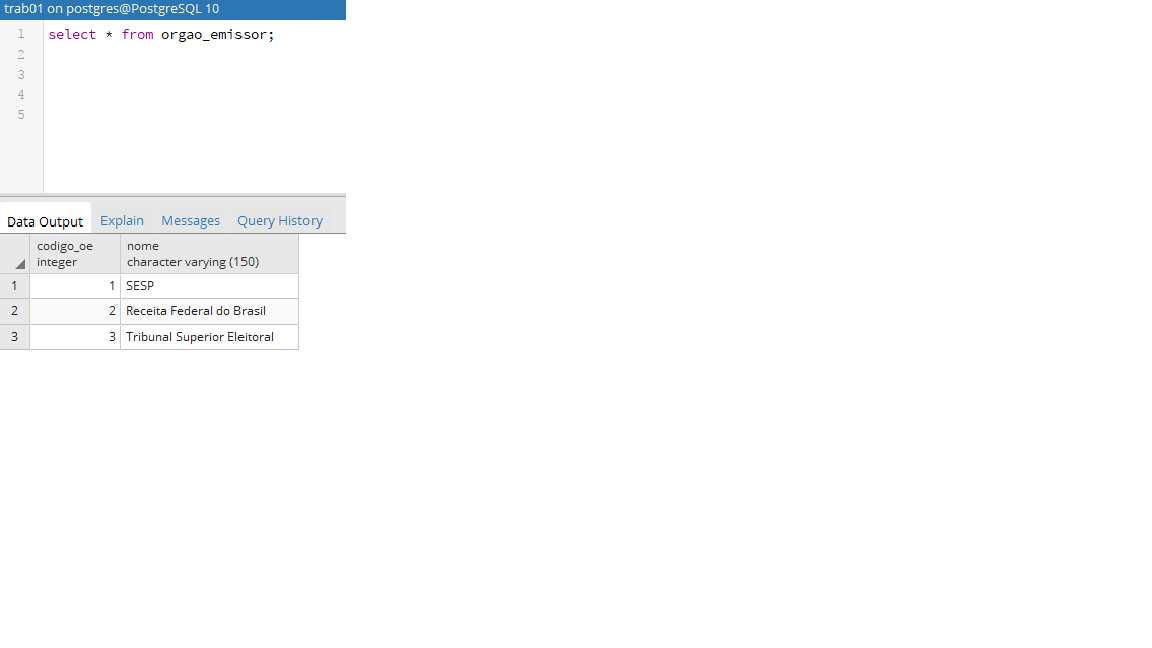 trab01 on postgres@PostgreSQL 10
1 select * from orgao_emissor;
2
3
4
5
Data Output Explain Messages Query History
codigo_oe nome
integer character varying (150)
1 1 SESP
2 2 Receita Federal do Brasil
3 3 Tribunal Superior Eleitoral